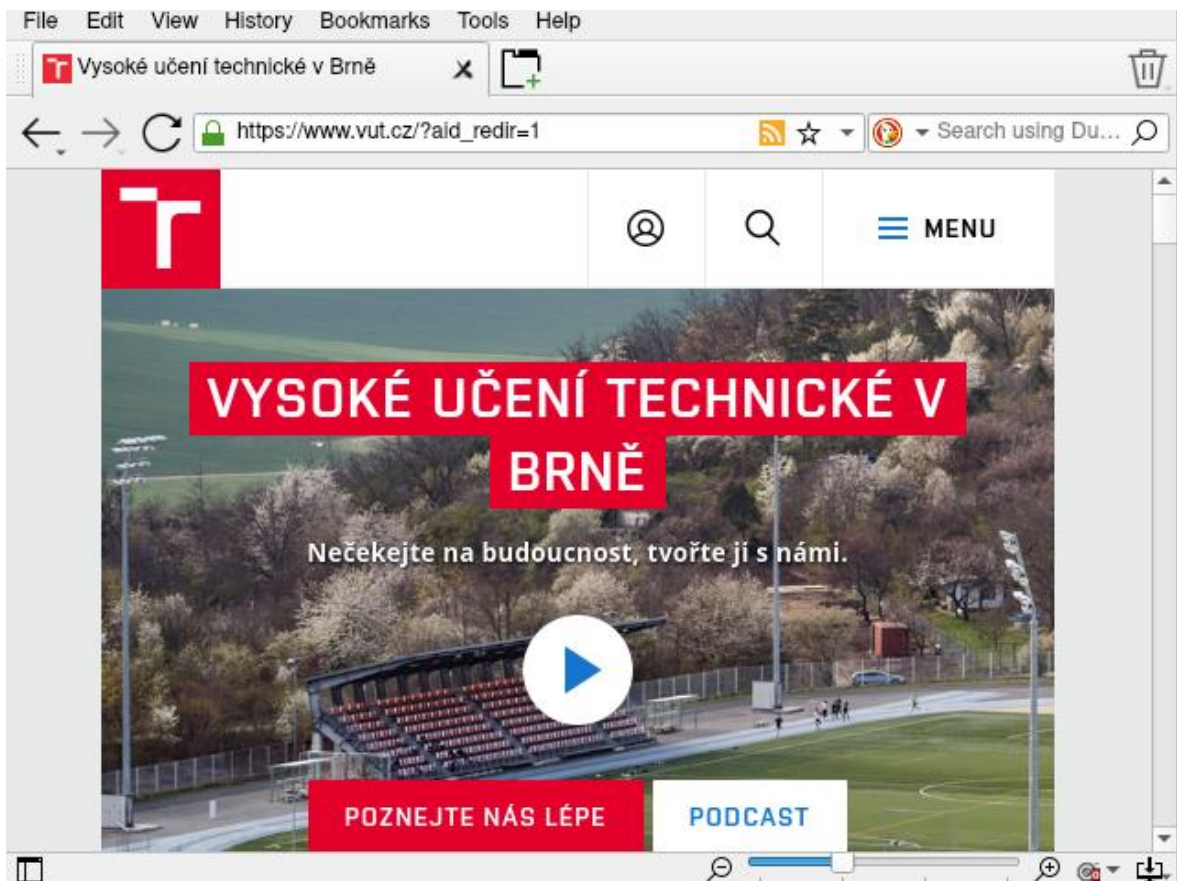 File Edit View History Bookmarks Tools Help
Vysoké učení technické v Brně
https://www.vut.cz/?aid_redir=1 Search using Du...
MENU
VYSOKÉ UČENÍ TECHNICKÉ V
BRNĚ
Nečekejte na budoucnost, tvořte ji s námi.
POZNEJTE NÁS LÉPE PODCAST